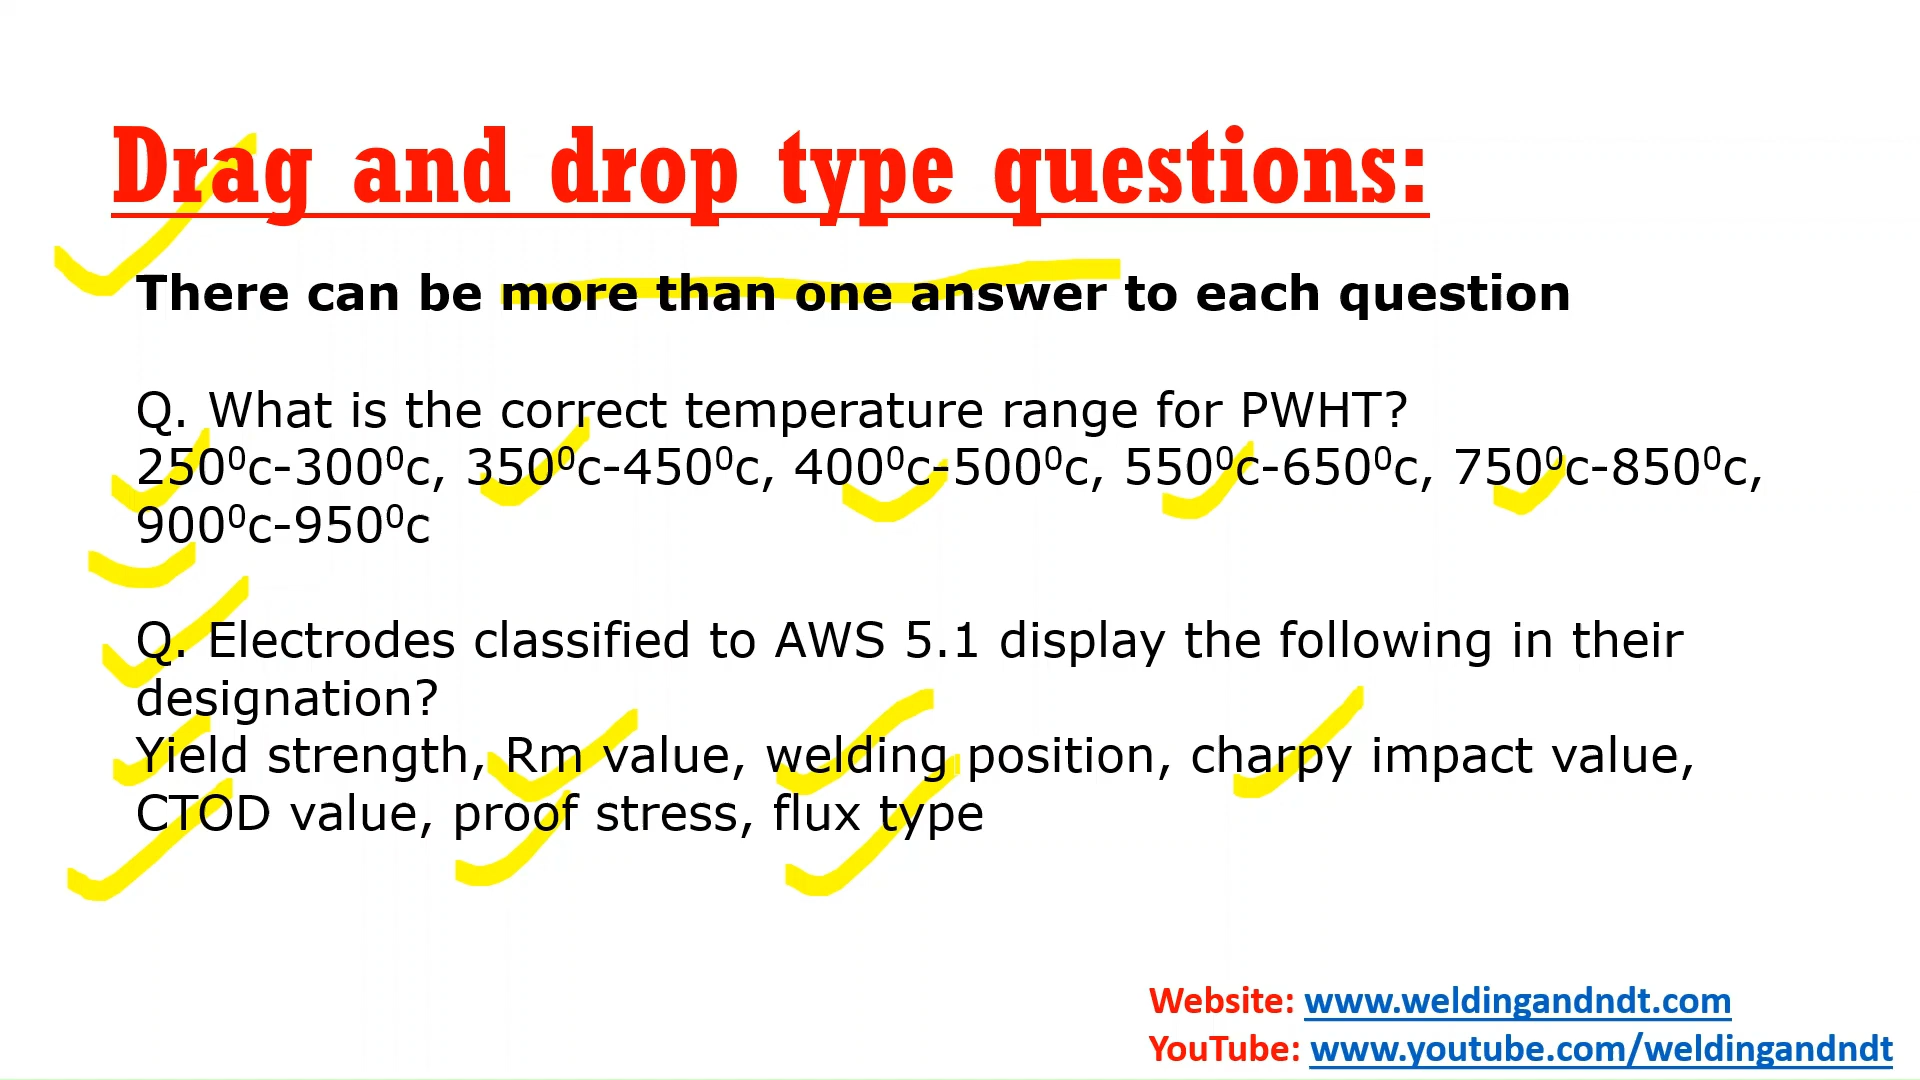 Drag and drop type questions:
There can be more than one answer to each question
Q. What is the correct temperature range for PWHT?
250⁰c-300⁰c, 350⁰c-450⁰c, 400⁰c-500⁰c, 550⁰c-650⁰c, 750⁰c-850⁰c,
900⁰c-950⁰c
Q. Electrodes classified to AWS 5.1 display the following in their
designation?
Yield strength, Rm value, welding position, charpy impact value,
CTOD value, proof stress, flux type
Website: www.weldingandndt.com
YouTube: www.youtube.com/weldingandndt